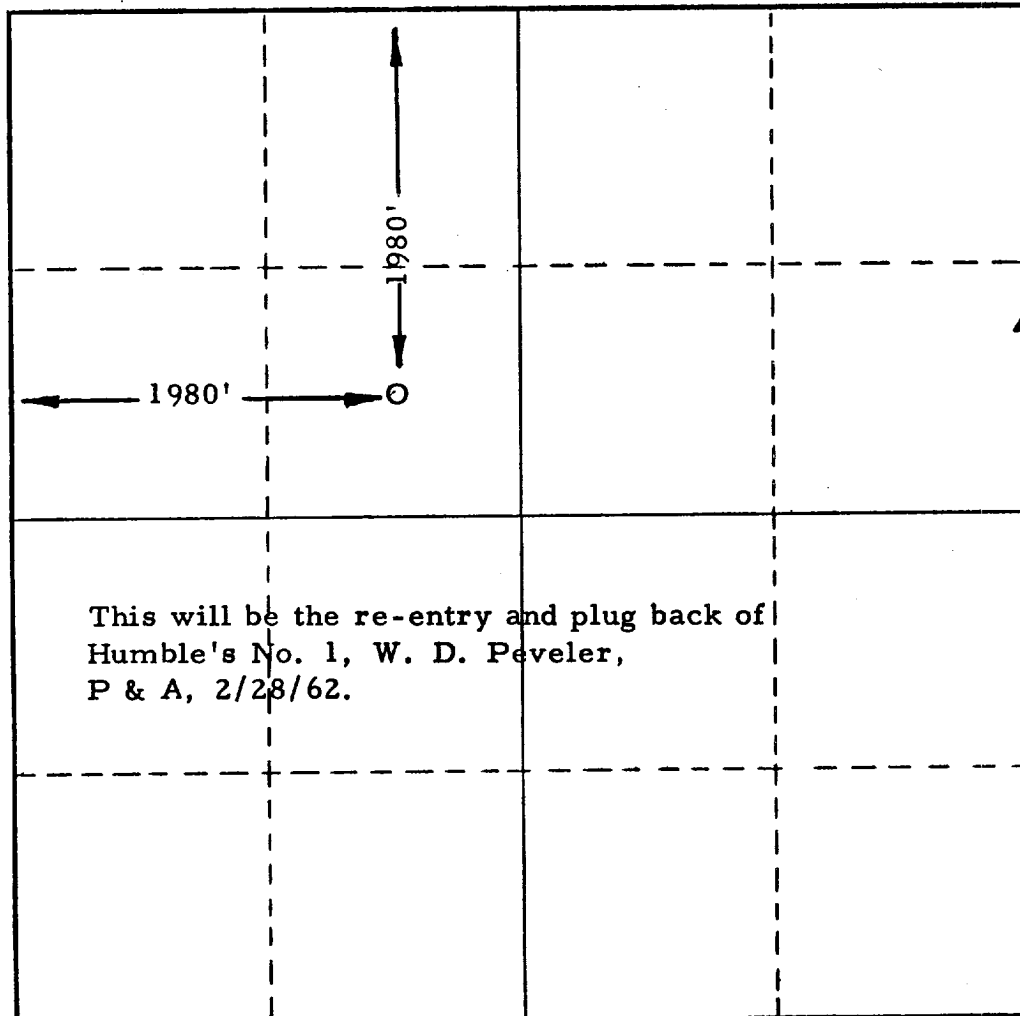 1980'
1980'
This will be the re-entry and plug back of
Humble's No. 1, W. D. Peveler,
P & A, 2/28/62.